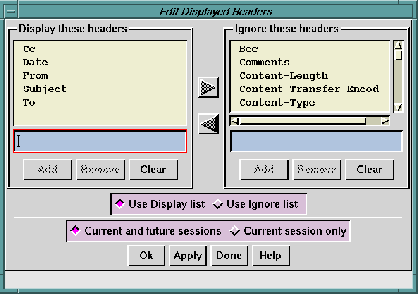 Edit Displayed Headers
Display these headers
Cc
Date
From
Subject
To
Add Remove Clear
Ignore these headers
Bcc
Comments
Content-Length
Content Transfer Encod
Content-Type
Add Remove Clear
Use Display list Use Ignore list
Current and future sessions Current session only
Ok Apply Done Help